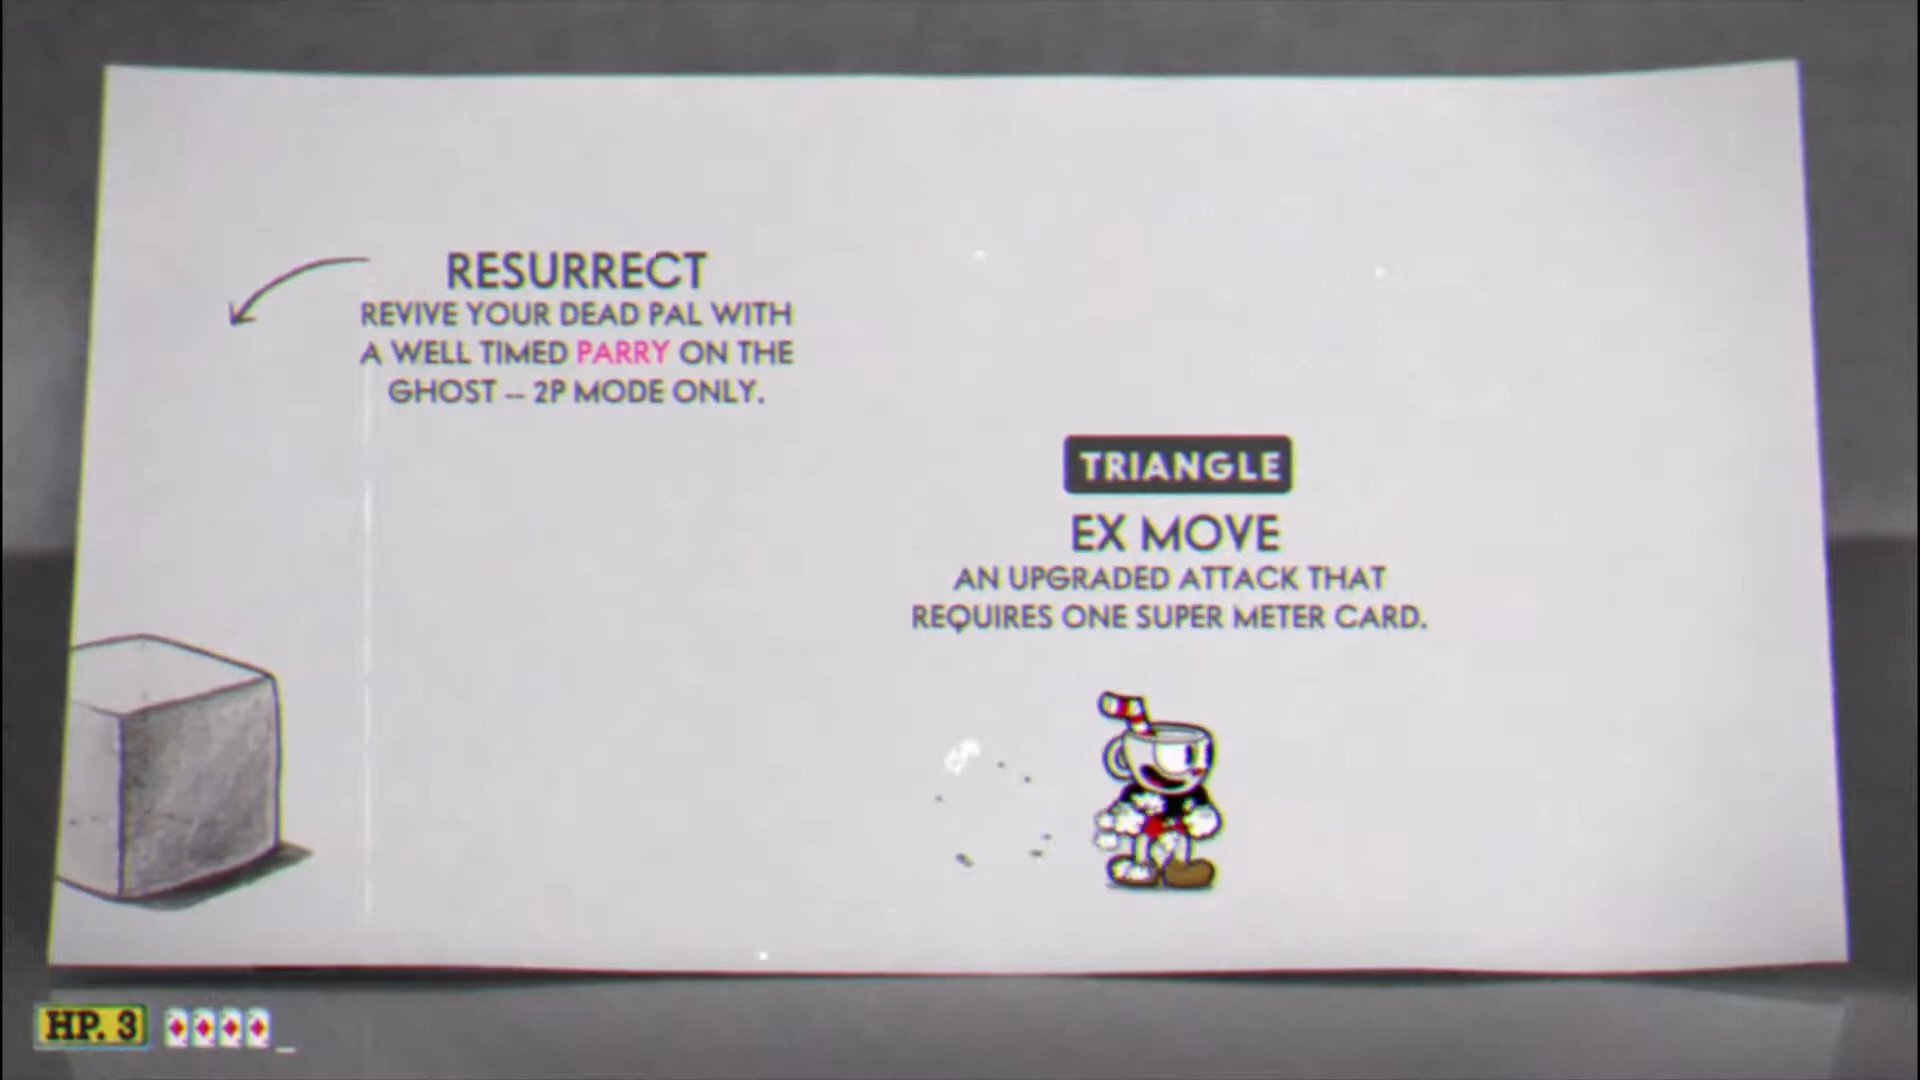 RESURRECT
REVIVE YOUR DEAD PAL WITH
A WELL TIMED PARRY ON THE
GHOST -- 2P MODE ONLY.
TRIANGLE
EX MOVE
AN UPGRADED ATTACK THAT
REQUIRES ONE SUPER METER CARD.
HP. 3